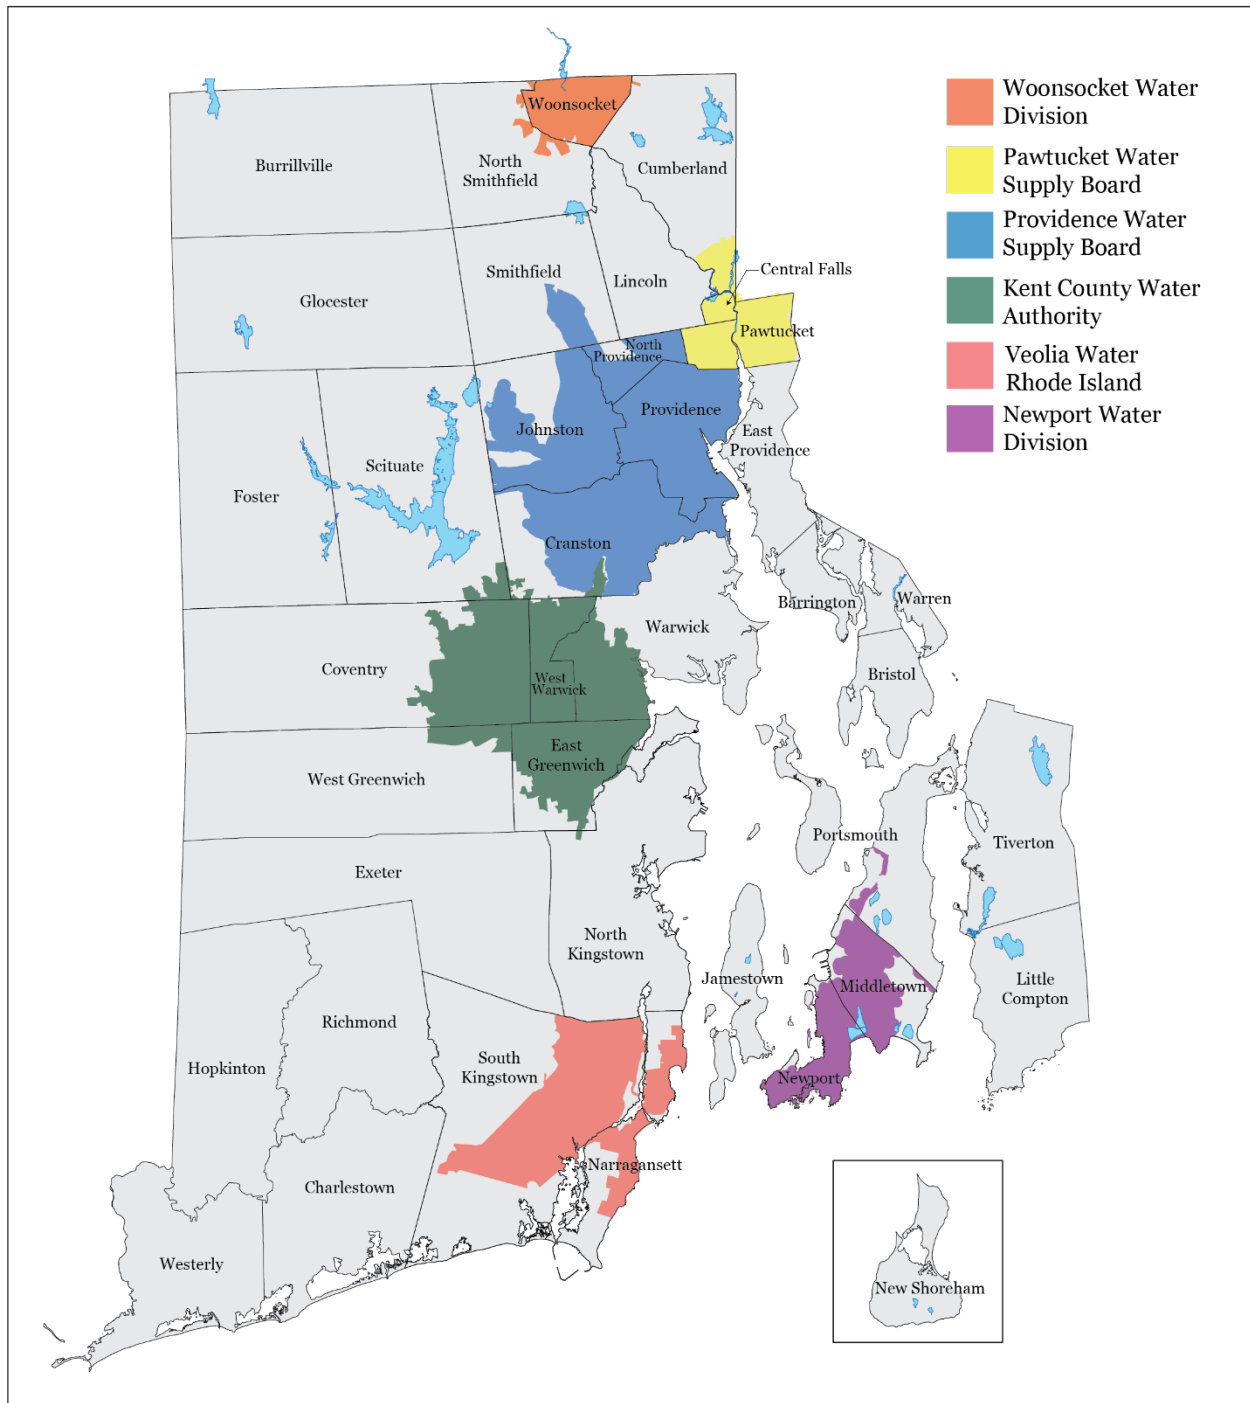 Woonsocket Water
Division
Pawtucket Water
Supply Board
Providence Water
Supply Board
Kent County Water
Authority
Veolia Water
Rhode Island
Newport Water
Division
Woonsocket
Burrillville
North
Smithfield
Cumberland
Smithfield
Central Falls
Lincoln
Glocester
Pawtucket
North
Providence
Providence
Johnston
East
Providence
Scituate
Foster
Cranston
Barrington
Warren
Warwick
Coventry
Bristol
West
Warwick
East
Greenwich
West Greenwich
Portsmouth
Tiverton
Exeter
North
Kingstown
Jamestown
Middletown
Little
Compton
Richmond
South
Kingstown
Hopkinton
Newport
Narragansett
Charlestown
Westerly
New Shoreham